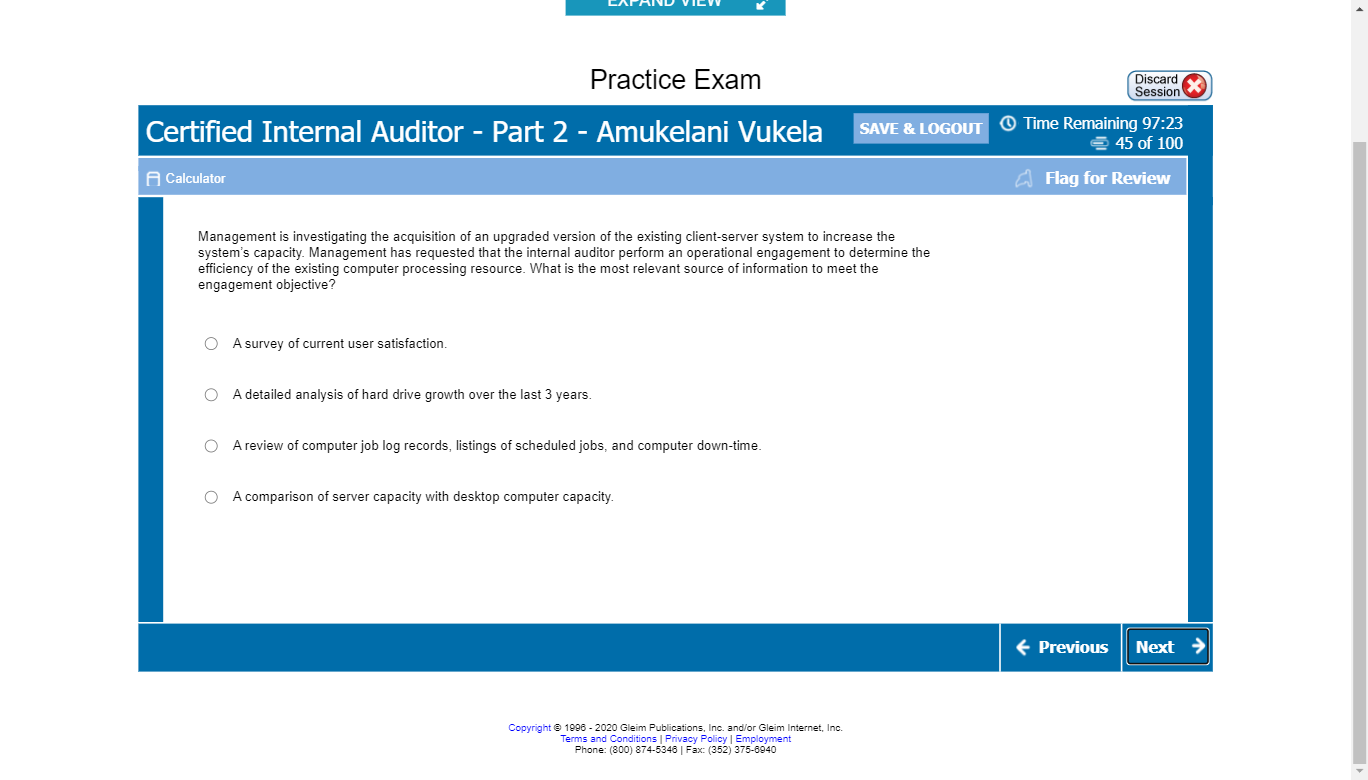 EXPAND VIEW
Practice Exam
Discard
Session
Certified Internal Auditor - Part 2 - Amukelani Vukela
SAVE & LOGOUT
Time Remaining 97:23
45 of 100
Calculator
Flag for Review
Management is investigating the acquisition of an upgraded version of the existing client-server system to increase the
system's capacity. Management has requested that the internal auditor perform an operational engagement to determine the
efficiency of the existing computer processing resource. What is the most relevant source of information to meet the
engagement objective?
A survey of current user satisfaction.
A detailed analysis of hard drive growth over the last 3 years.
A review of computer job log records, listings of scheduled jobs, and computer down-time.
A comparison of server capacity with desktop computer capacity.
Previous
Next
Copyright © 1996 - 2020 Gleim Publications, Inc. and/or Gleim Internet, Inc.
Terms and Conditions | Privacy Policy | Employment
Phone: (800) 874-5346 | Fax: (352) 375-6940